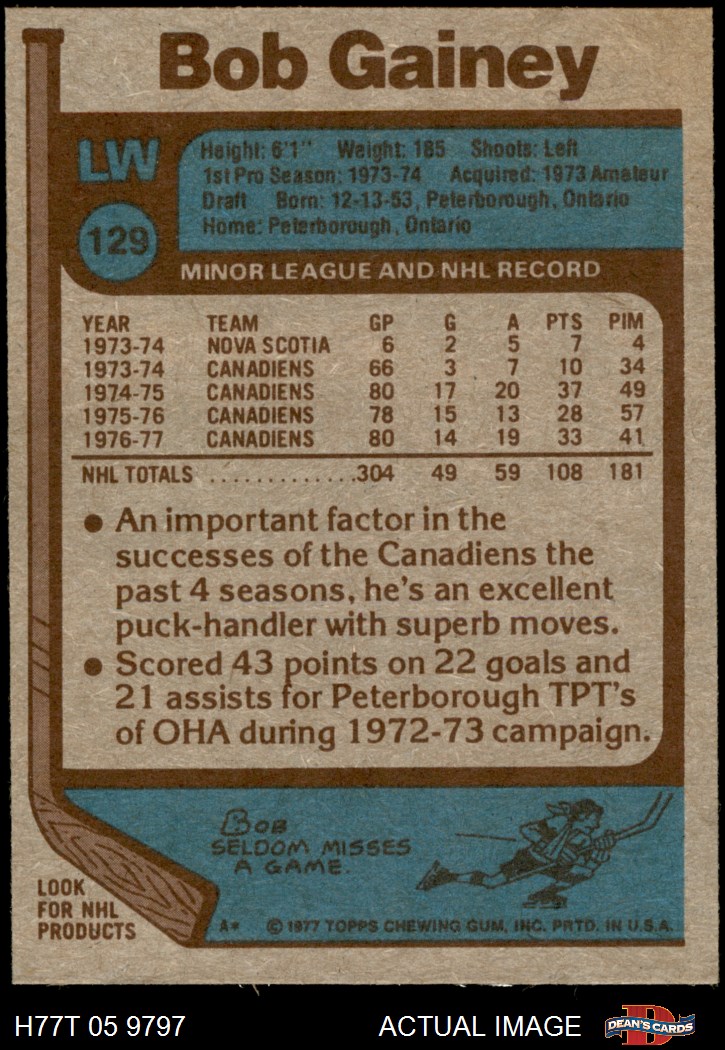 Bob Gainey
LW
Height: 6'1" Weight: 185 Shoots: Left
1st Pro Season: 1973-74 Acquired: 1973 Amateur
Draft Born: 12-13-53, Peterborough, Ontario
Home: Peterborough, Ontario
129
MINOR LEAGUE AND NHL RECORD
YEAR TEAM GP G A PTS PIM
1973-74 NOVA SCOTIA 6 2 5 7 4
1973-74 CANADIENS 66 3 7 10 34
1974-75 CANADIENS 80 17 20 37 49
1975-76 CANADIENS 78 15 13 28 57
1976-77 CANADIENS 80 14 19 33 41
NHL TOTALS .............304 49 59 108 181
● An important factor in the
successes of the Canadiens the
past 4 seasons, he's an excellent
puck-handler with superb moves.
● Scored 43 points on 22 goals and
21 assists for Peterborough TPT's
of OHA during 1972-73 campaign.
BOB
SELDOM MISSES
A GAME.
LOOK
FOR NHL
PRODUCTS
A* © 1977 TOPPS CHEWING GUM, INC. PRTD. IN U.S.A.
H77T 05 9797 ACTUAL IMAGE DEAN'S CARDS